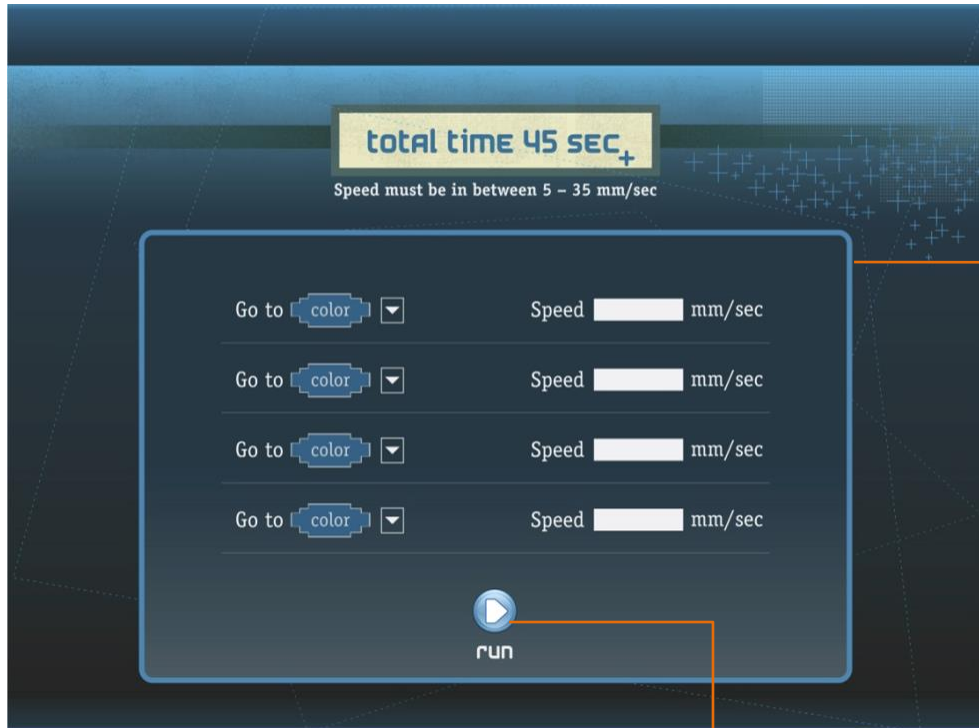 total time 45 sec
Speed must be in between 5 – 35 mm/sec
Go to color Speed mm/sec
Go to color Speed mm/sec
Go to color Speed mm/sec
Go to color Speed mm/sec
run